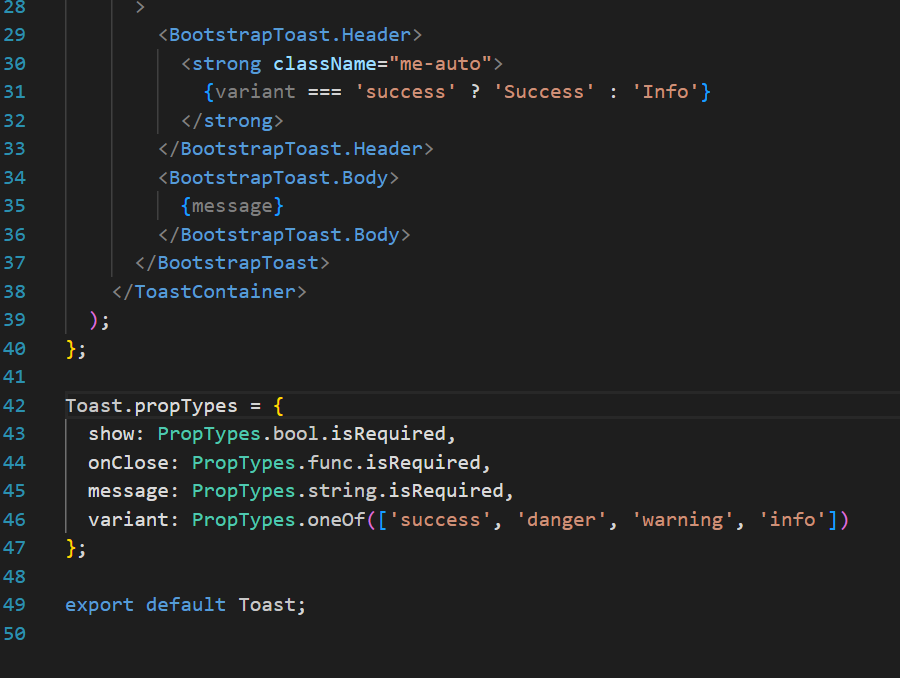 28 >
29 <BootstrapToast.Header>
30 <strong className="me-auto">
31 {variant === 'success' ? 'Success' : 'Info'}
32 </strong>
33 </BootstrapToast.Header>
34 <BootstrapToast.Body>
35 {message}
36 </BootstrapToast.Body>
37 </BootstrapToast>
38 </ToastContainer>
39 );
40 };
41
42 Toast.propTypes = {
43 show: PropTypes.bool.isRequired,
44 onClose: PropTypes.func.isRequired,
45 message: PropTypes.string.isRequired,
46 variant: PropTypes.oneOf(['success', 'danger', 'warning', 'info'])
47 };
48
49 export default Toast;
50